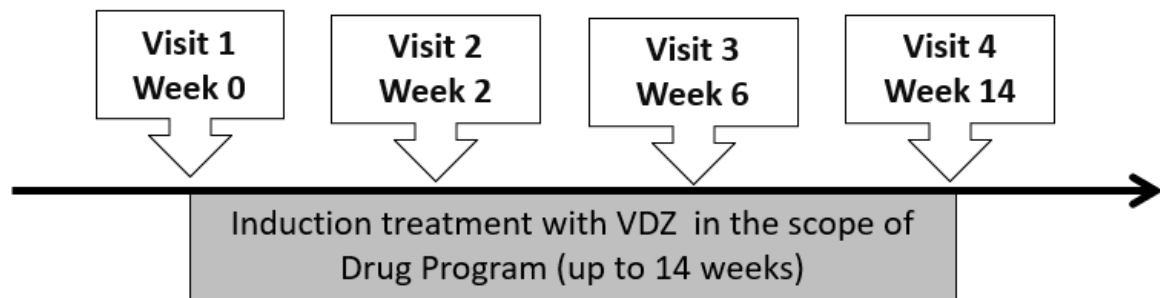 Visit 1
Week 0
Visit 2
Week 2
Visit 3
Week 6
Visit 4
Week 14
Induction treatment with VDZ in the scope of
Drug Program (up to 14 weeks)